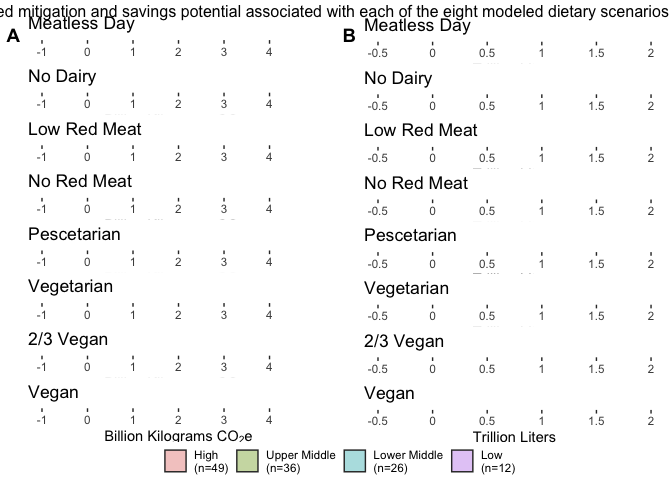 ed mitigation and savings potential associated with each of the eight modeled dietary scenarios
A
Meatless Day
-1 0 1 2 3 4
No Dairy
-1 0 1 2 3 4
Low Red Meat
-1 0 1 2 3 4
No Red Meat
-1 0 1 2 3 4
Pescetarian
-1 0 1 2 3 4
Vegetarian
-1 0 1 2 3 4
2/3 Vegan
-1 0 1 2 3 4
Vegan
-1 0 1 2 3 4
Billion Kilograms CO₂e
B
Meatless Day
-0.5 0 0.5 1 1.5 2
No Dairy
-0.5 0 0.5 1 1.5 2
Low Red Meat
-0.5 0 0.5 1 1.5 2
No Red Meat
-0.5 0 0.5 1 1.5 2
Pescetarian
-0.5 0 0.5 1 1.5 2
Vegetarian
-0.5 0 0.5 1 1.5 2
2/3 Vegan
-0.5 0 0.5 1 1.5 2
Vegan
-0.5 0 0.5 1 1.5 2
Trillion Liters
High
(n=49)
Upper Middle
(n=36)
Lower Middle
(n=26)
Low
(n=12)